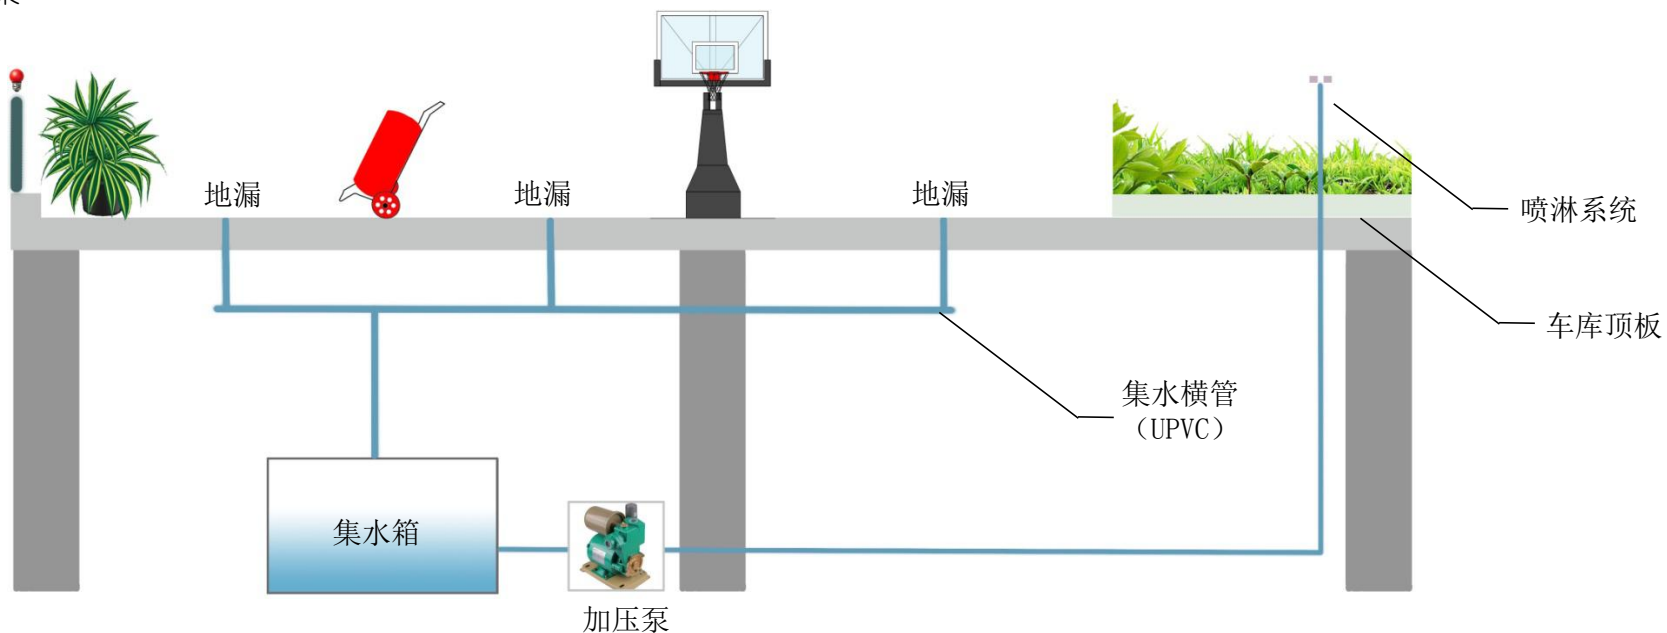 地漏
地漏
地漏
喷淋系统
车库顶板
集水横管
（UPVC）
集水箱
加压泵